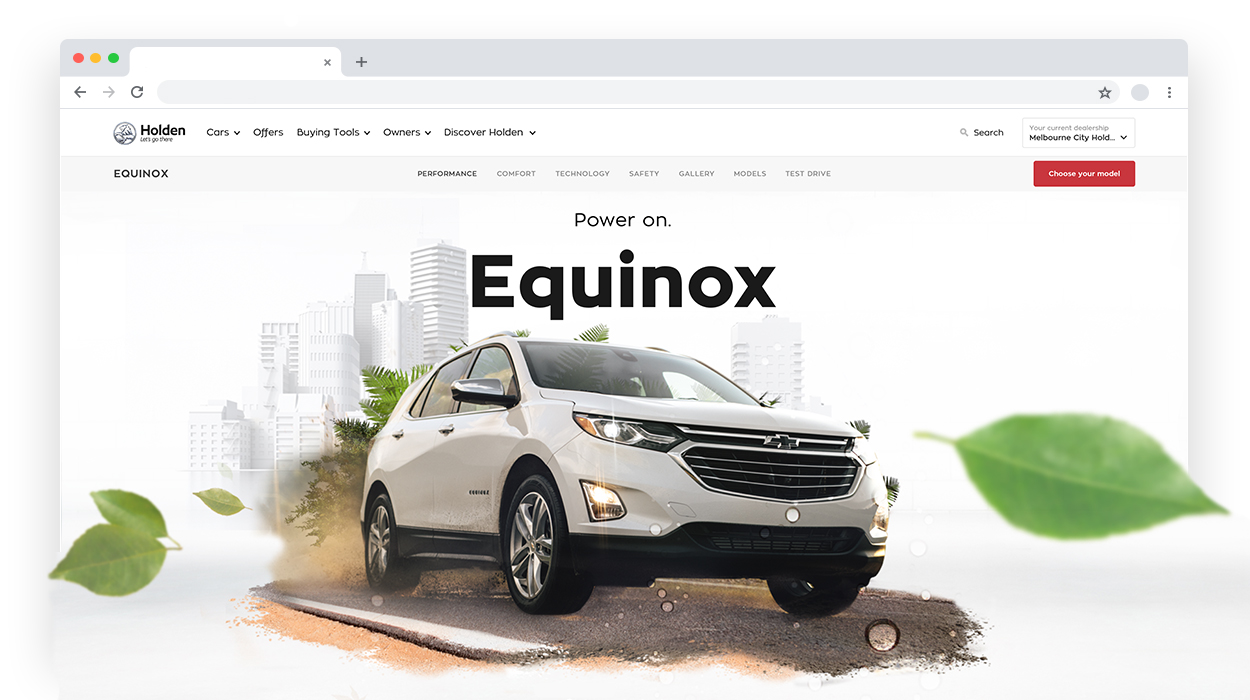 Holden
Let's go there
Cars
Offers
Buying Tools
Owners
Discover Holden
Search
Your current dealership
Melbourne City Hold...
EQUINOX
PERFORMANCE
COMFORT
TECHNOLOGY
SAFETY
GALLERY
MODELS
TEST DRIVE
Choose your model
Power on.
Equinox
EQUINOX